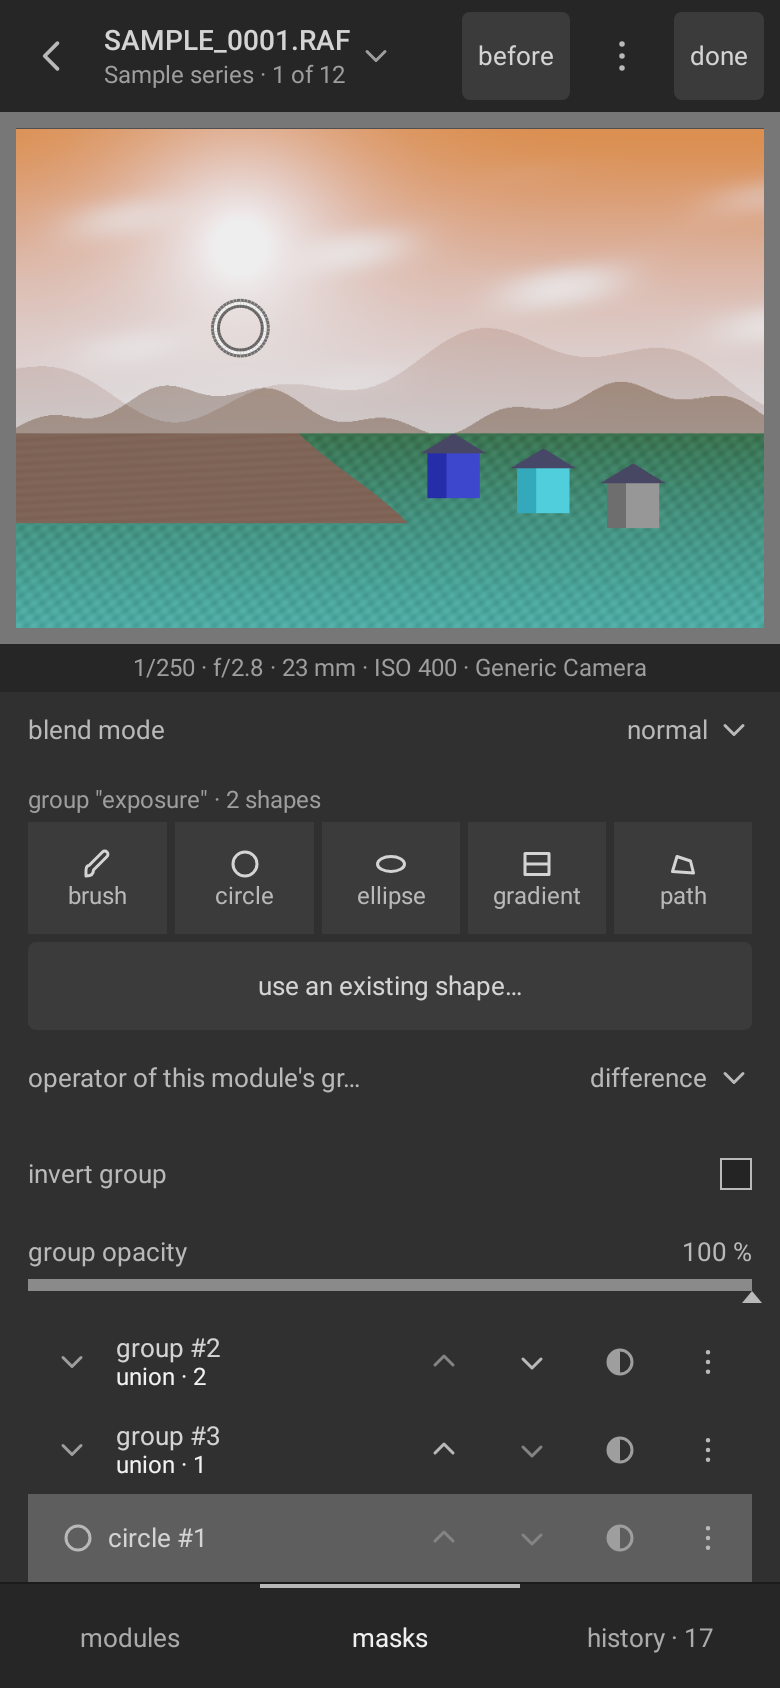 SAMPLE_0001.RAF
Sample series · 1 of 12
before
done
1/250 · f/2.8 · 23 mm · ISO 400 · Generic Camera
blend mode
normal
group "exposure" · 2 shapes
brush
circle
ellipse
gradient
path
use an existing shape...
operator of this module's gr...
difference
invert group
group opacity
100 %
group #2
union · 2
group #3
union · 1
circle #1
modules
masks
history · 17